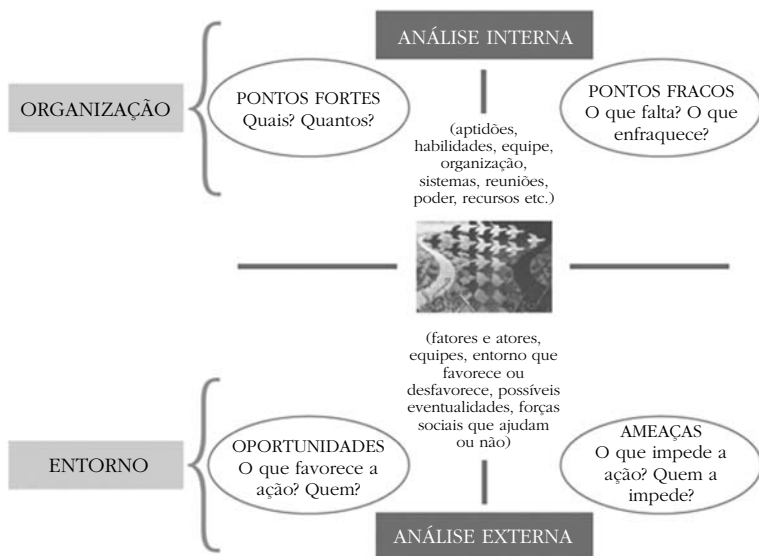 ANÁLISE INTERNA
ORGANIZAÇÃO
PONTOS FORTES
Quais? Quantos?
(aptidões,
habilidades, equipe,
organização,
sistemas, reuniões,
poder, recursos etc.)
PONTOS FRACOS
O que falta? O que
enfraquece?
(fatores e atores,
equipes, entorno que
favorece ou
desfavorece, possíveis
eventualidades, forças
sociais que ajudam
ou não)
ENTORNO
OPORTUNIDADES
O que favorece a
ação? Quem?
AMEAÇAS
O que impede a
ação? Quem a
impede?
ANÁLISE EXTERNA